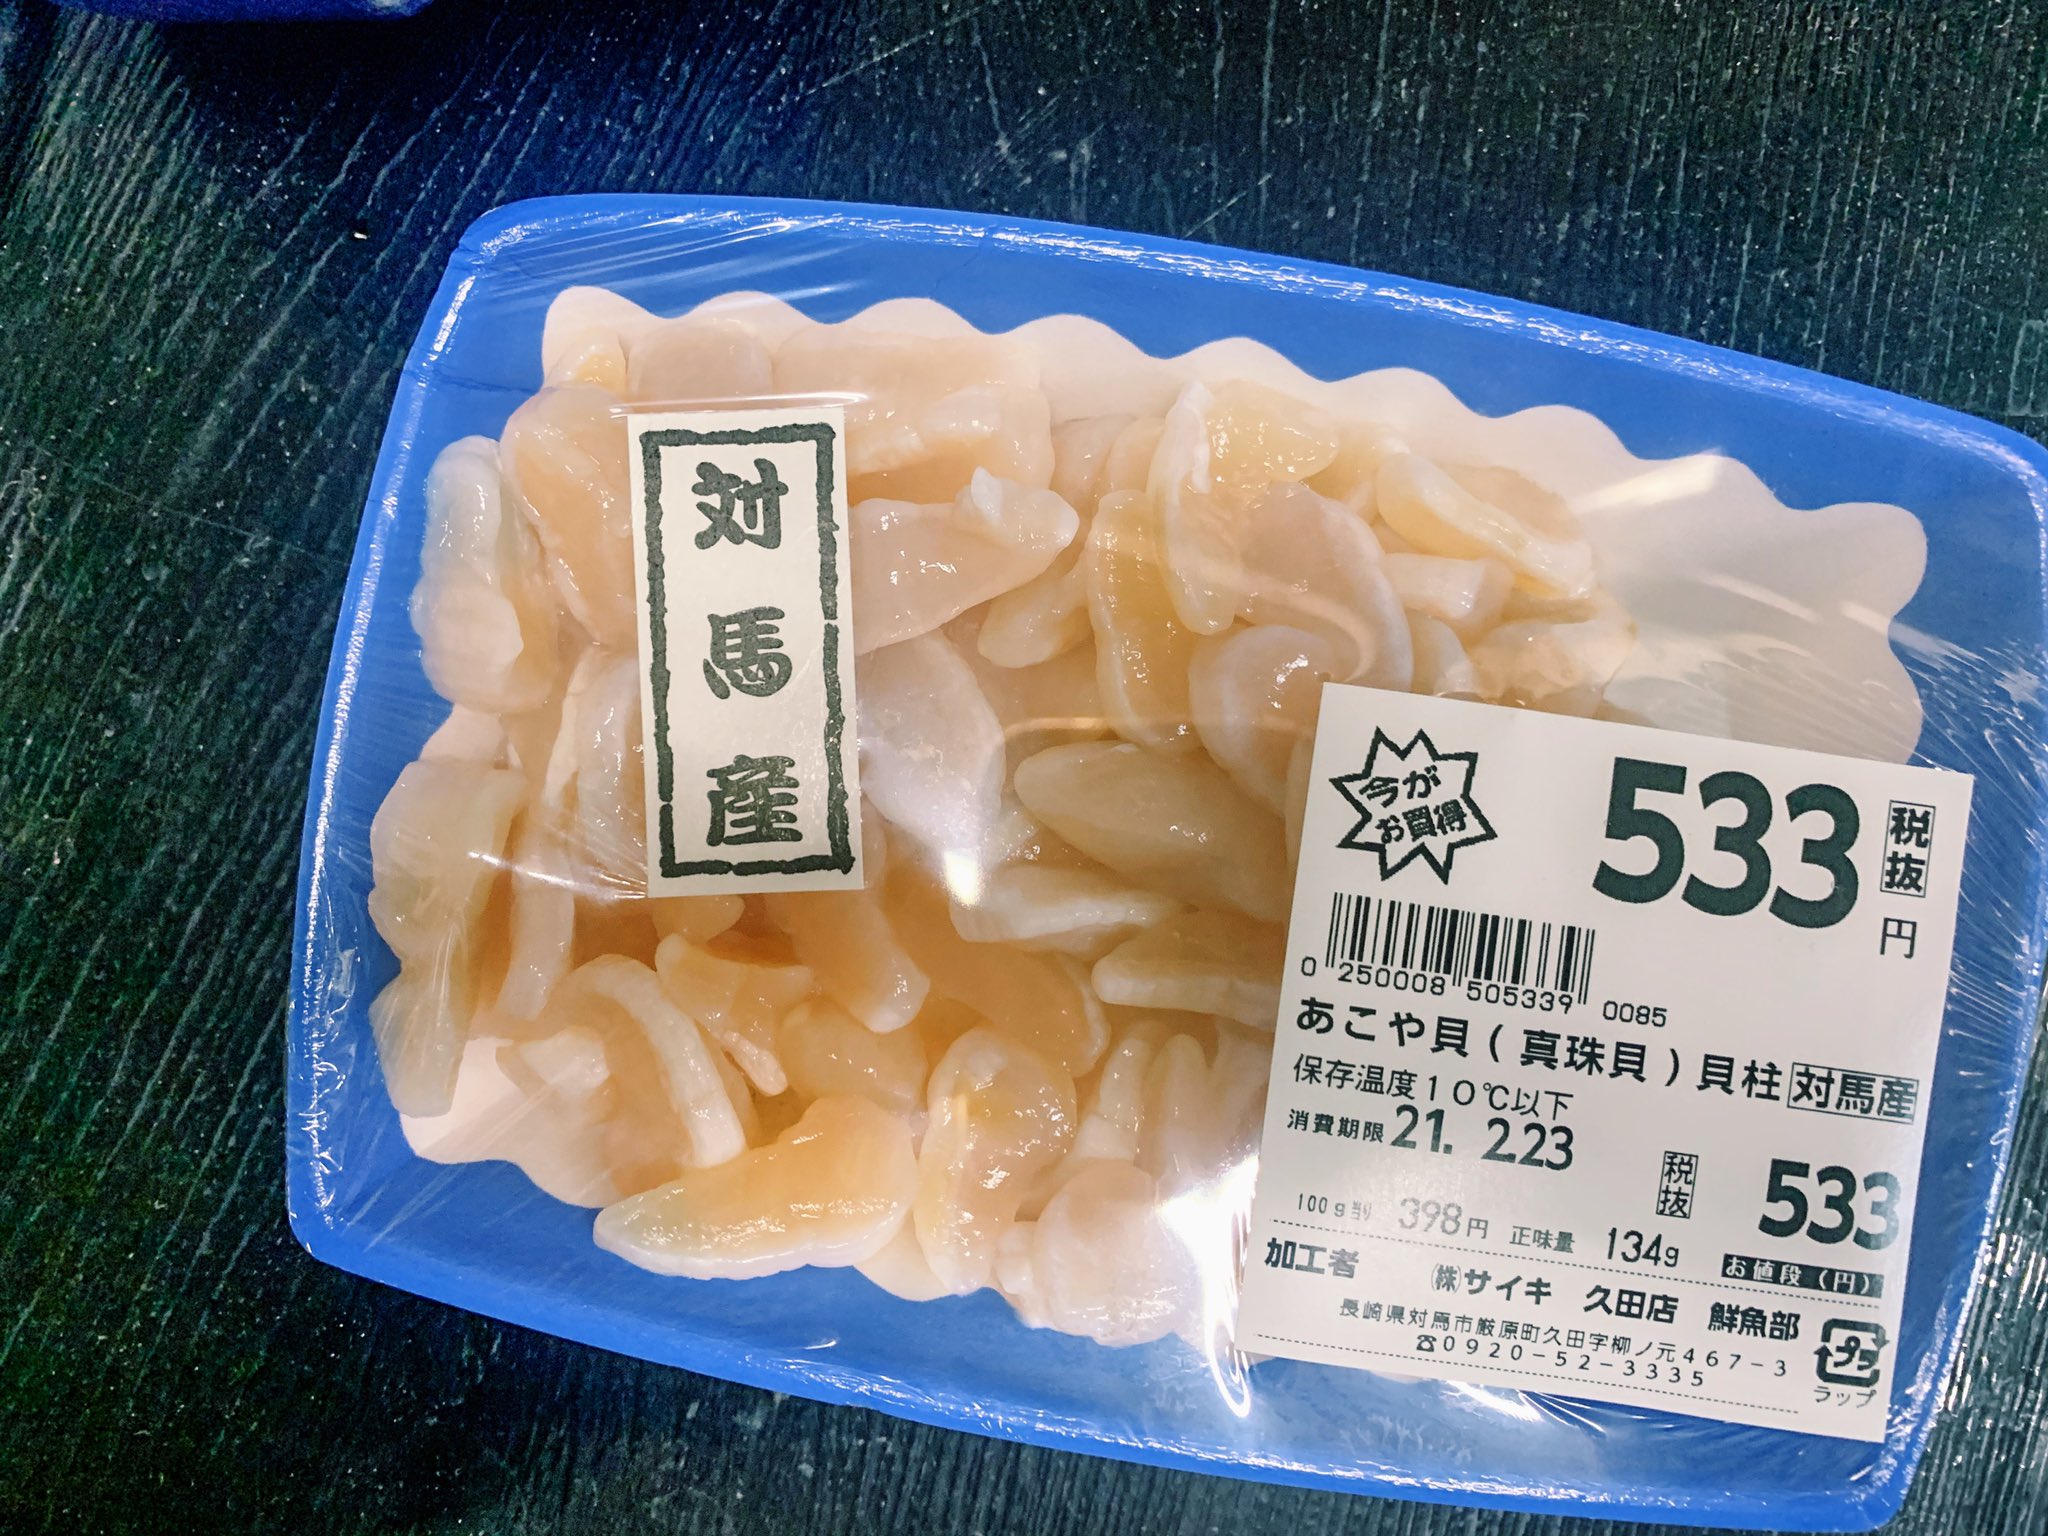 対馬産
今が
お買得
533
税抜
円
0 250008 505339 0085
あこや貝(真珠貝)貝柱 対馬産
保存温度10℃以下
消費期限 21. 2.23
税抜
533
100g当り 398円 正味量 134g
お値段(円)
加工者 ㈱サイキ 久田店 鮮魚部
長崎県対馬市厳原町久田字柳ノ元467-3
☎0920-52-3335
プラ
ラップ